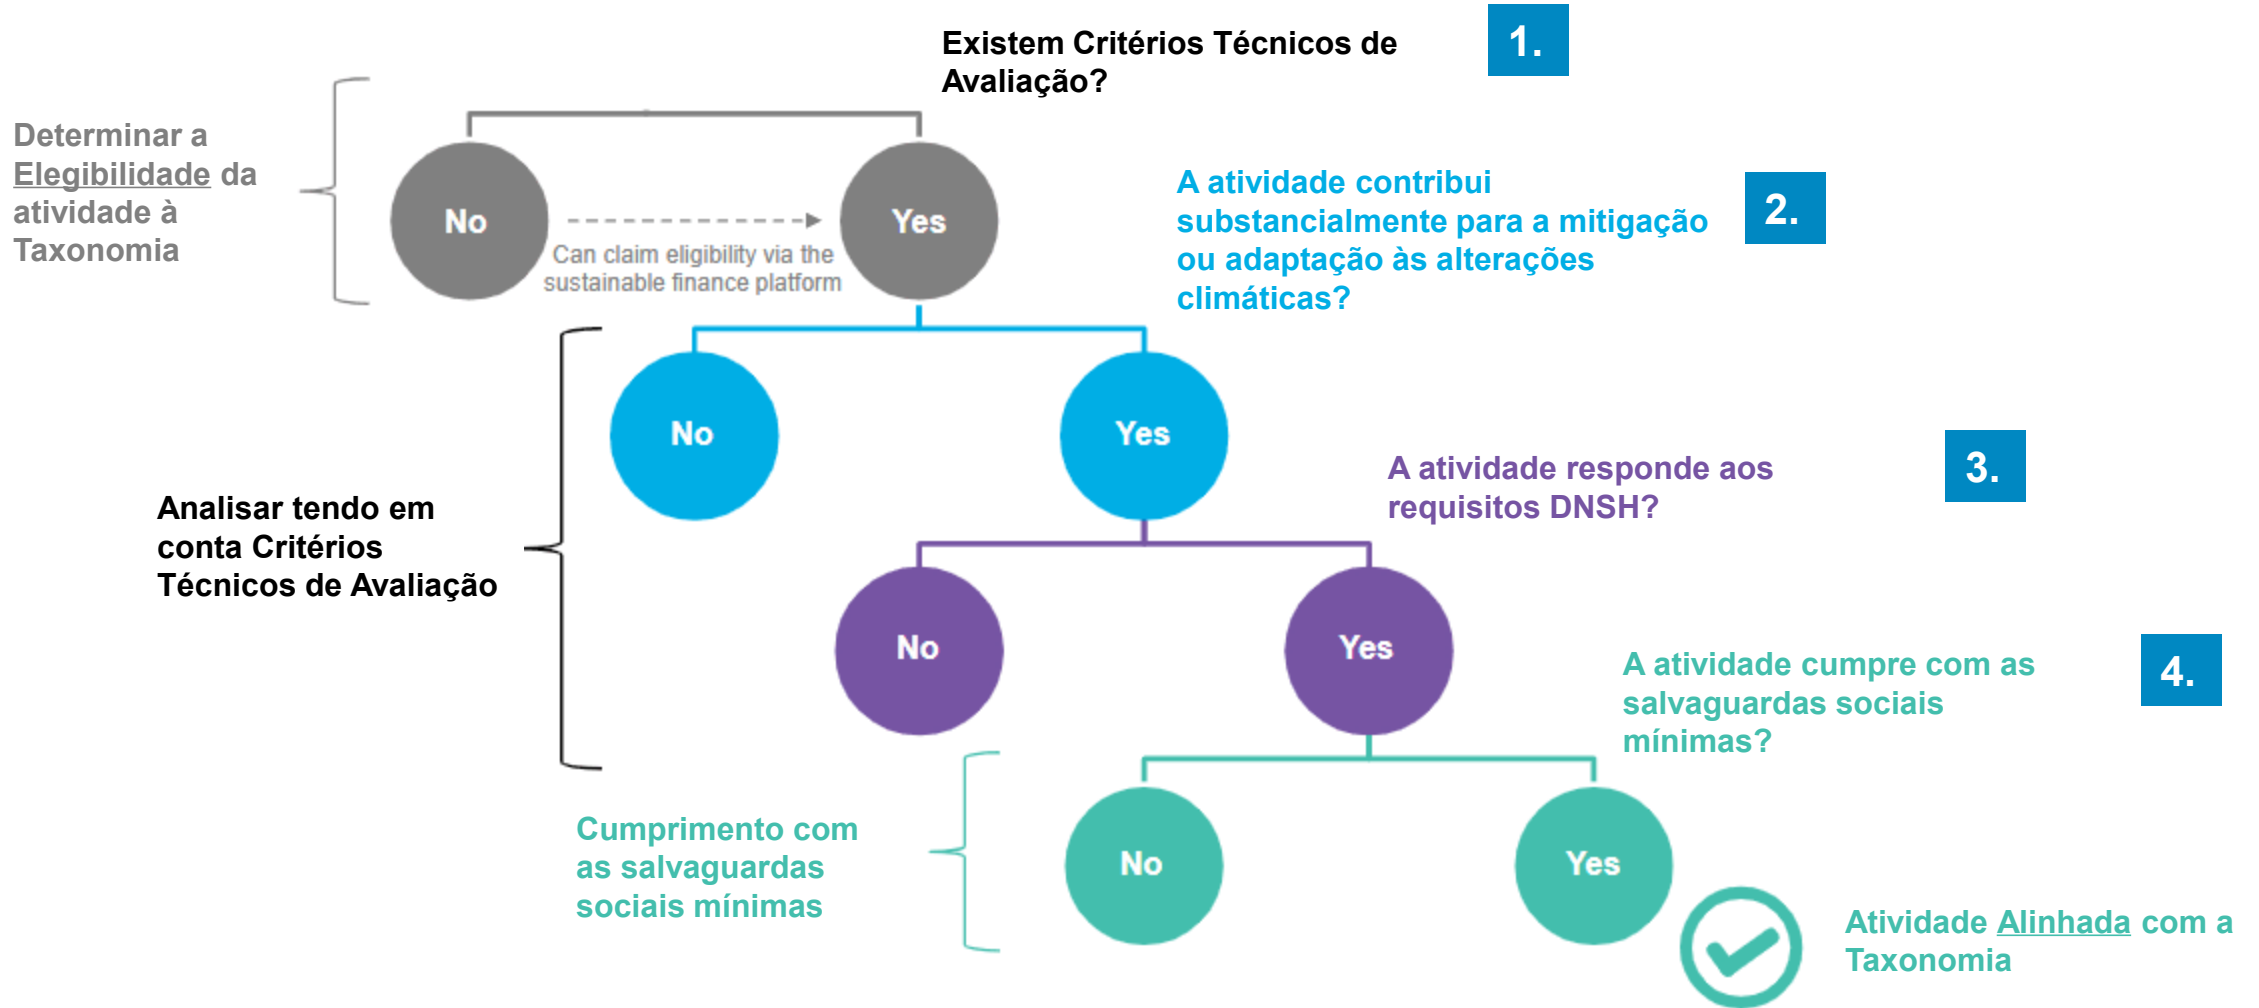 Existem Critérios Técnicos de
Avaliação?
1.
Determinar a
Elegibilidade da
atividade à
Taxonomia
No
Yes
Can claim eligibility via the
sustainable finance platform
A atividade contribui
substancialmente para a mitigação
ou adaptação às alterações
climáticas?
2.
No
Yes
Analisar tendo em
conta Critérios
Técnicos de Avaliação
A atividade responde aos
requisitos DNSH?
3.
No
Yes
A atividade cumpre com as
salvaguardas sociais
mínimas?
4.
Cumprimento com
as salvaguardas
sociais mínimas
No
Yes
Atividade Alinhada com a
Taxonomia